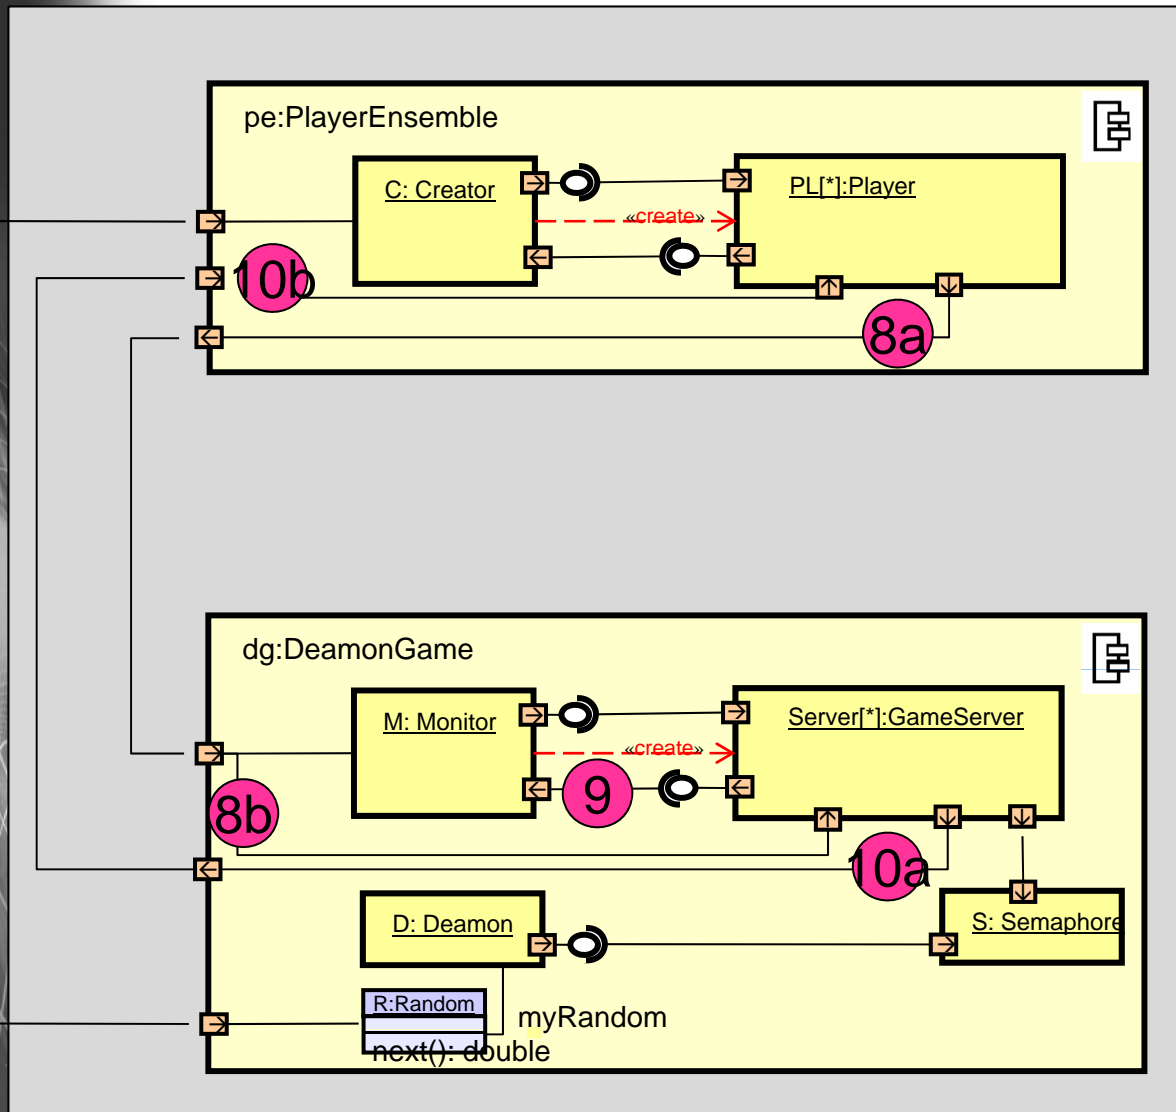 pe:PlayerEnsemble
C: Creator
PL[*]:Player
«create»
10b
8a
dg:DeamonGame
M: Monitor
Server[*]:GameServer
«create»
9
8b
10a
D: Deamon
S: Semaphore
R:Random
myRandom
next(): double